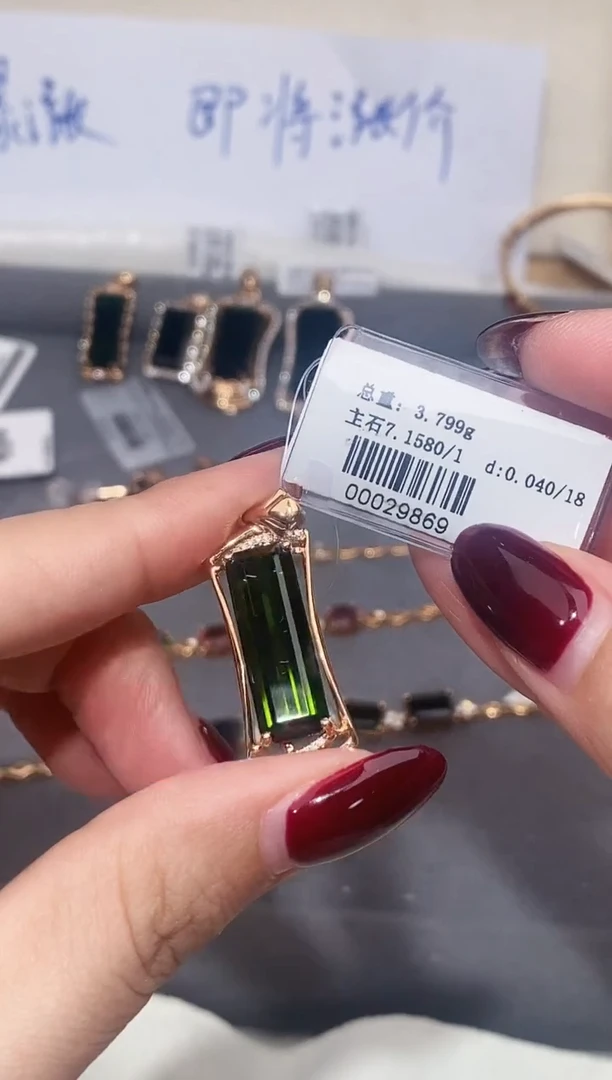 即将涨价
总重: 3.799g
主石7.1580/1 d:0.040/18
00029869